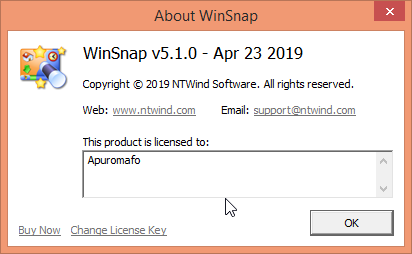 About WinSnap
WinSnap v5.1.0 - Apr 23 2019
Copyright © 2019 NTWind Software. All rights reserved.
Web: www.ntwind.com Email: support@ntwind.com
This product is licensed to:
Apuromafo
Buy Now Change License Key
OK